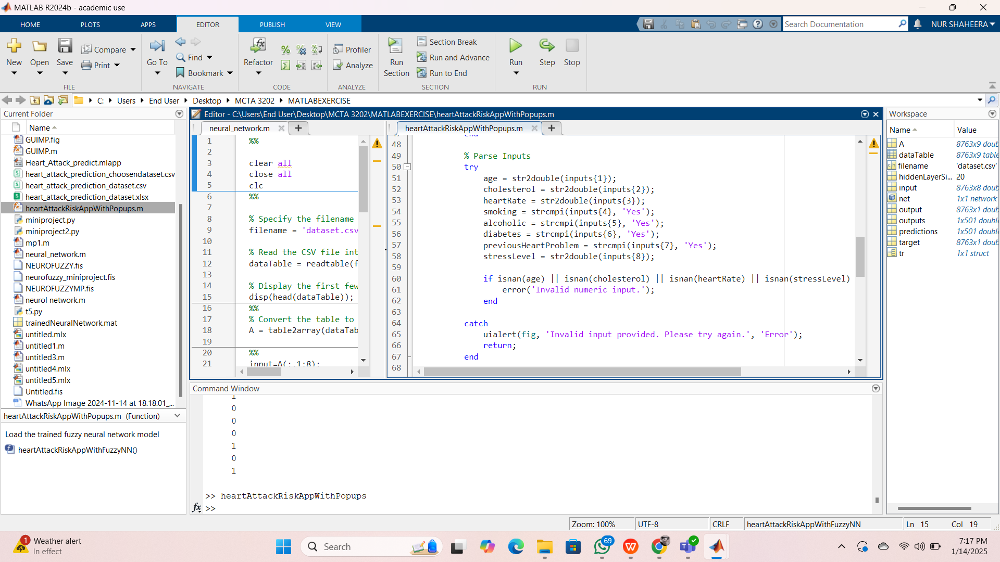 MATLAB R2024b - academic use
HOME PLOTS APPS EDITOR PUBLISH VIEW
Search Documentation
NUR SHAHEERA
New Open Save Compare Print
FILE
Go To Find Bookmark
NAVIGATE
Refactor
CODE
Profiler
Analyze
ANALYZE
Run Section
Section Break
Run and Advance
Run to End
SECTION
Run Step Stop
RUN
C: Users End User Desktop MCTA 3202 MATLABEXERCISE
Current Folder
Name
GUIMP.fig
GUIMP.m
Heart_Attack_predict.mlapp
heart_attack_prediction_choosendataset.csv
heart_attack_prediction_dataset.csv
heart_attack_prediction_dataset.xlsx
heartAttackRiskAppWithPopups.m
miniproject.py
miniproject2.py
mp1.m
neural_network.m
NEUROFUZZY.fis
neurofuzzy_miniproject.fis
NEUROFUZZYMP.fis
neurol network.m
t5.py
trainedNeuralNetwork.mat
untitled.mlx
untitled1.m
untitled3.m
untitled4.mlx
untitled5.mlx
Untitled.fis
WhatsApp Image 2024-11-14 at 18.18.01_...
heartAttackRiskAppWithPopups.m (Function)
Load the trained fuzzy neural network model
heartAttackRiskAppWithFuzzyNN()
Editor - C:\Users\End User\Desktop\MCTA 3202\MATLABEXERCISE\heartAttackRiskAppWithPopups.m
neural_network.m
1 %%
2
3 clear all
4 close all
5 clc
6 %%
7
8 % Specify the filename
9 filename = 'dataset.csv
10
11 % Read the CSV file int
12 dataTable = readtable(f
13
14 % Display the first few
15 disp(head(dataTable));
16 %%
17 % Convert the table to
18 A = table2array(dataTab
19
20 %%
21 input=A(:,1:8);
heartAttackRiskAppWithPopups.m
47 end
48
49 % Parse Inputs
50 try
51 age = str2double(inputs{1});
52 cholesterol = str2double(inputs{2});
53 heartRate = str2double(inputs{3});
54 smoking = strcmpi(inputs{4}, 'Yes');
55 alcoholic = strcmpi(inputs{5}, 'Yes');
56 diabetes = strcmpi(inputs{6}, 'Yes');
57 previousHeartProblem = strcmpi(inputs{7}, 'Yes');
58 stressLevel = str2double(inputs{8});
59
60 if isnan(age) || isnan(cholesterol) || isnan(heartRate) || isnan(stressLevel)
61 error('Invalid numeric input.');
62 end
63
64 catch
65 uialert(fig, 'Invalid input provided. Please try again.', 'Error');
66 return;
67 end
68
Command Window
1
0
0
0
1
0
1
>> heartAttackRiskAppWithPopups
fx >>
Workspace
Name Value
A 8763x9 doub
dataTable 8763x9 table
filename 'dataset.csv'
hiddenLayerSi... 20
input 8763x8 doub
net 1x1 network
output 8763x1 doub
outputs 1x501 doubl
predictions 1x501 doubl
target 8763x1 doub
tr 1x1 struct
Zoom: 100% UTF-8 CRLF heartAttackRiskAppWithFuzzyNN Ln 15 Col 19
1
Weather alert
In effect
Search
69
7:17 PM
1/14/2025